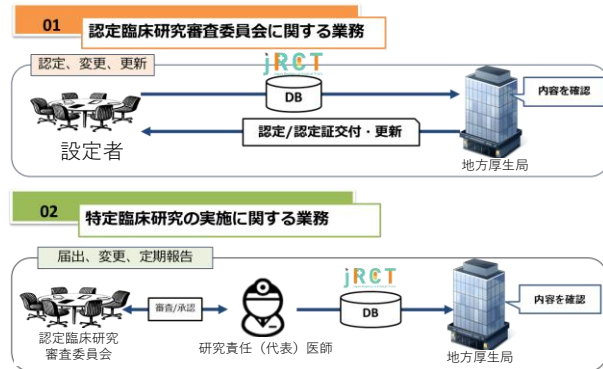 01
認定臨床研究審査委員会に関する業務
認定、変更、更新
jRCT
DB
内容を確認
認定/認定証交付・更新
設定者
地方厚生局
02
特定臨床研究の実施に関する業務
届出、変更、定期報告
jRCT
審査/承認
DB
内容を確認
認定臨床研究
審査委員会
研究責任（代表）医師
地方厚生局